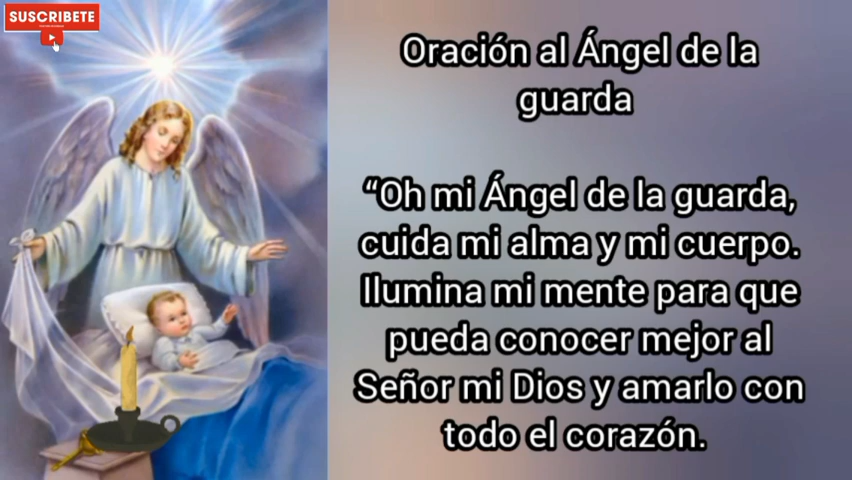 SUSCRIBETE
Oración al Ángel de la
guarda
“Oh mi Ángel de la guarda,
cuida mi alma y mi cuerpo.
Ilumina mi mente para que
pueda conocer mejor al
Señor mi Dios y amarlo con
todo el corazón.